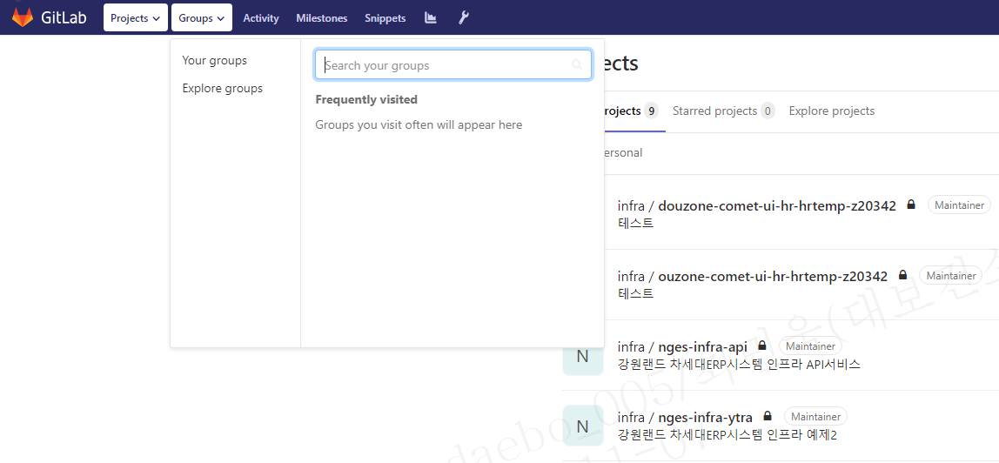 GitLab Projects Groups Activity Milestones Snippets
Your groups
Explore groups
Search your groups
Frequently visited
Groups you visit often will appear here
ects
rojects 9 Starred projects 0 Explore projects
ersonal
infra / douzone-comet-ui-hr-hrtemp-z20342 Maintainer
테스트
infra / ouzone-comet-ui-hr-hrtemp-z20342 Maintainer
테스트
N
infra / nges-infra-api Maintainer
강원랜드 차세대ERP시스템 인프라 API서비스
N
infra / nges-infra-ytra Maintainer
강원랜드 차세대ERP시스템 인프라 예제2